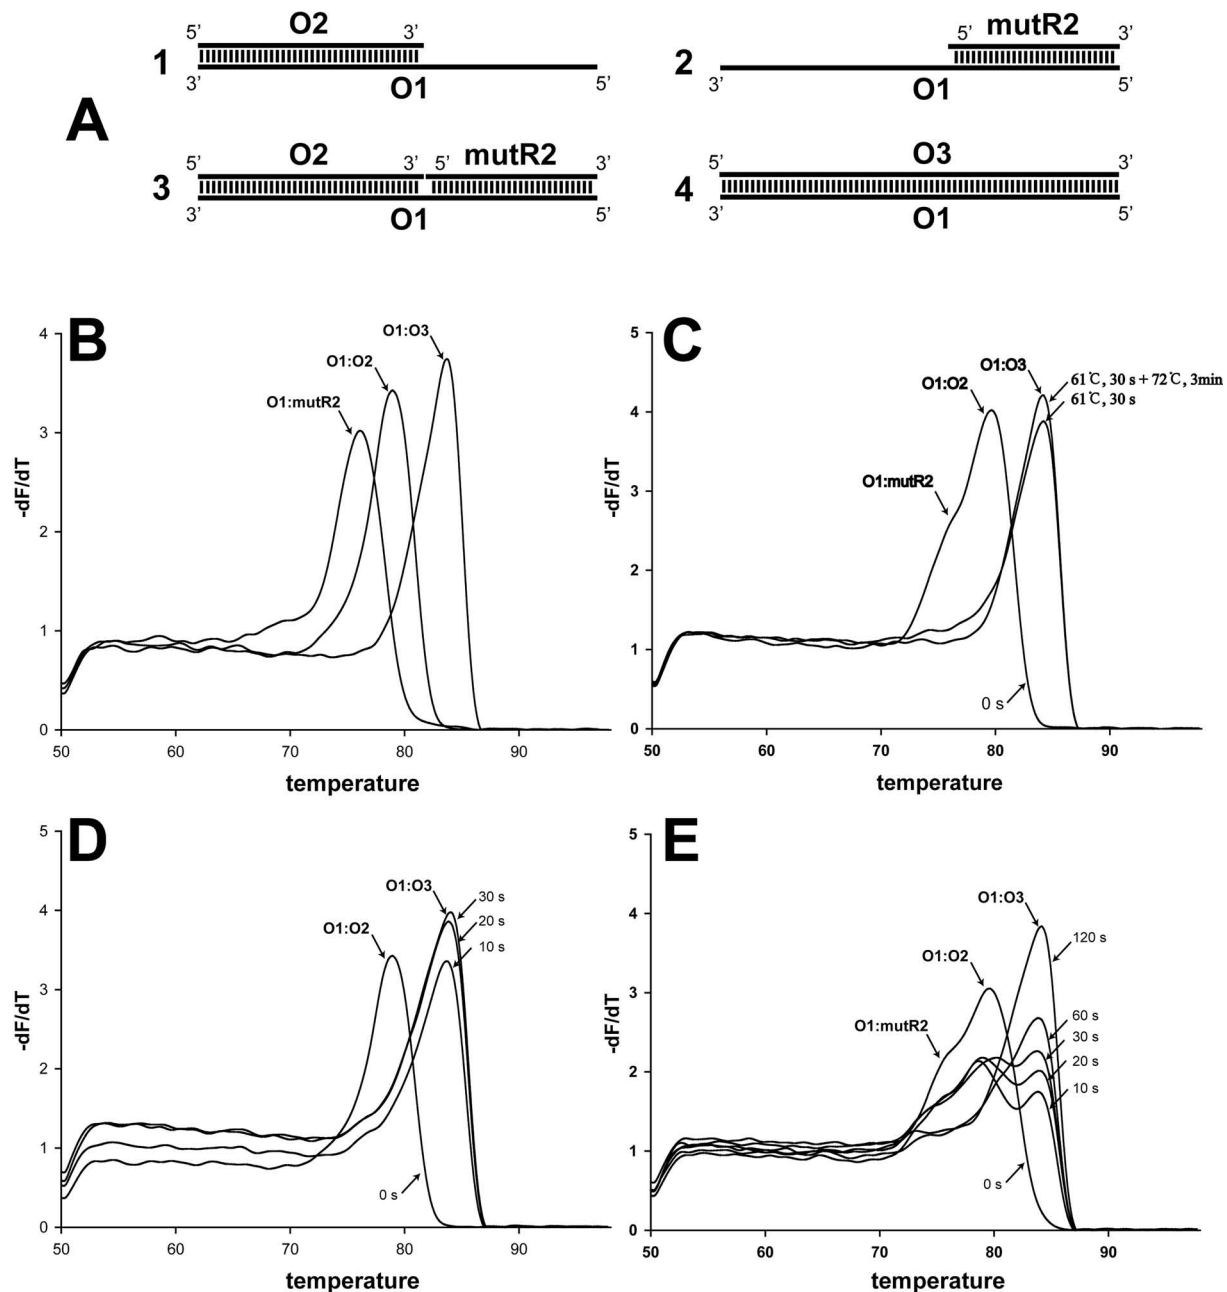 A
1
5’ O2 3’
3’ O1 5’
2
5’ mutR2 3’
3’ O1 5’
3
5’ O2 3’ 5’ mutR2 3’
3’ O1 5’
4
5’ O3 3’
3’ O1 5’
B
-dF/dT
4
3
2
1
0
50 60 70 80 90
temperature
O1:mutR2
O1:O2
O1:O3
C
-dF/dT
5
4
3
2
1
0
50 60 70 80 90
temperature
O1:mutR2
O1:O2
O1:O3
61℃, 30 s + 72℃, 3min
61℃, 30 s
0 s
D
-dF/dT
5
4
3
2
1
0
50 60 70 80 90
temperature
O1:O2
O1:O3
30 s
20 s
10 s
0 s
E
-dF/dT
5
4
3
2
1
0
50 60 70 80 90
temperature
O1:mutR2
O1:O2
O1:O3
120 s
60 s
30 s
20 s
10 s
0 s